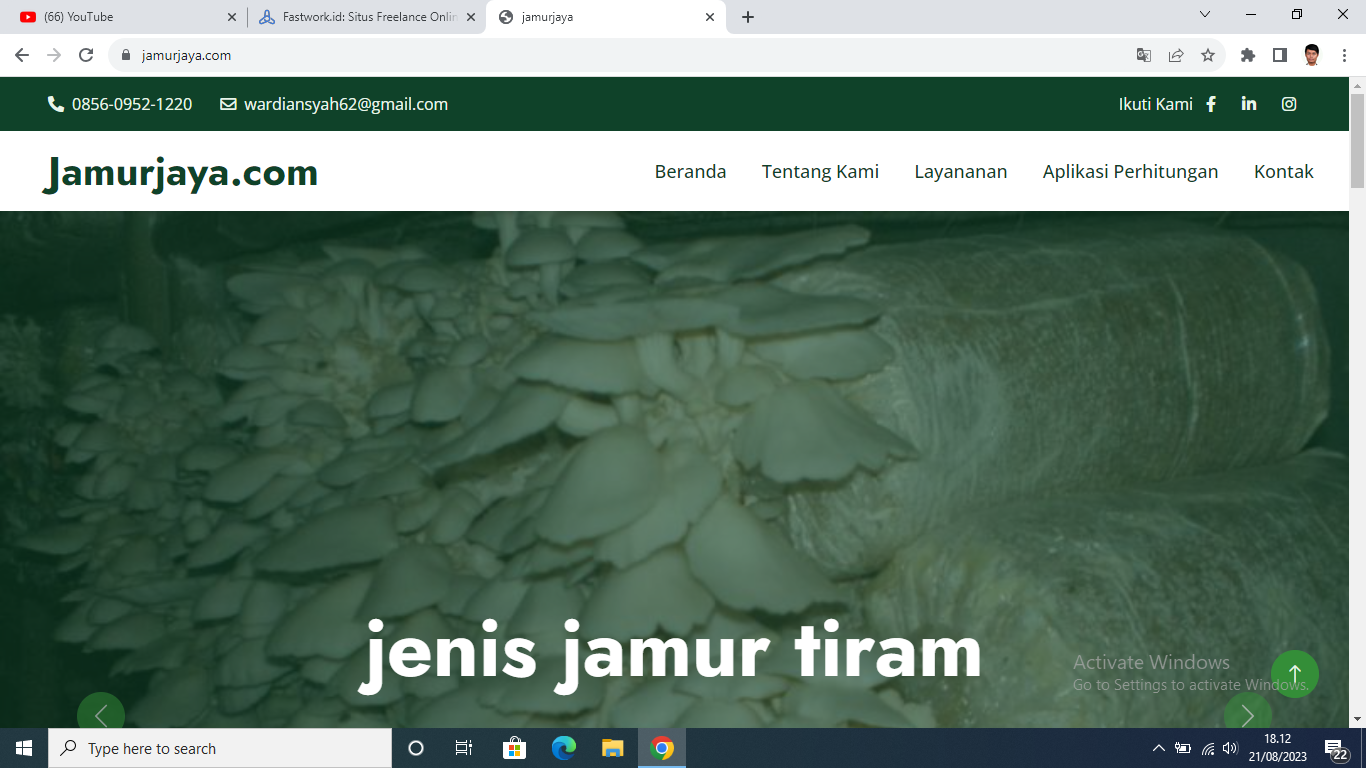 (66) YouTube
Fastwork.id: Situs Freelance Onlin
jamurjaya
jamurjaya.com
0856-0952-1220 wardiansyah62@gmail.com Ikuti Kami
Jamurjaya.com
Beranda Tentang Kami Layananan Aplikasi Perhitungan Kontak
jenis jamur tiram
Activate Windows
Go to Settings to activate Windows.
Type here to search
18.12
21/08/2023
22